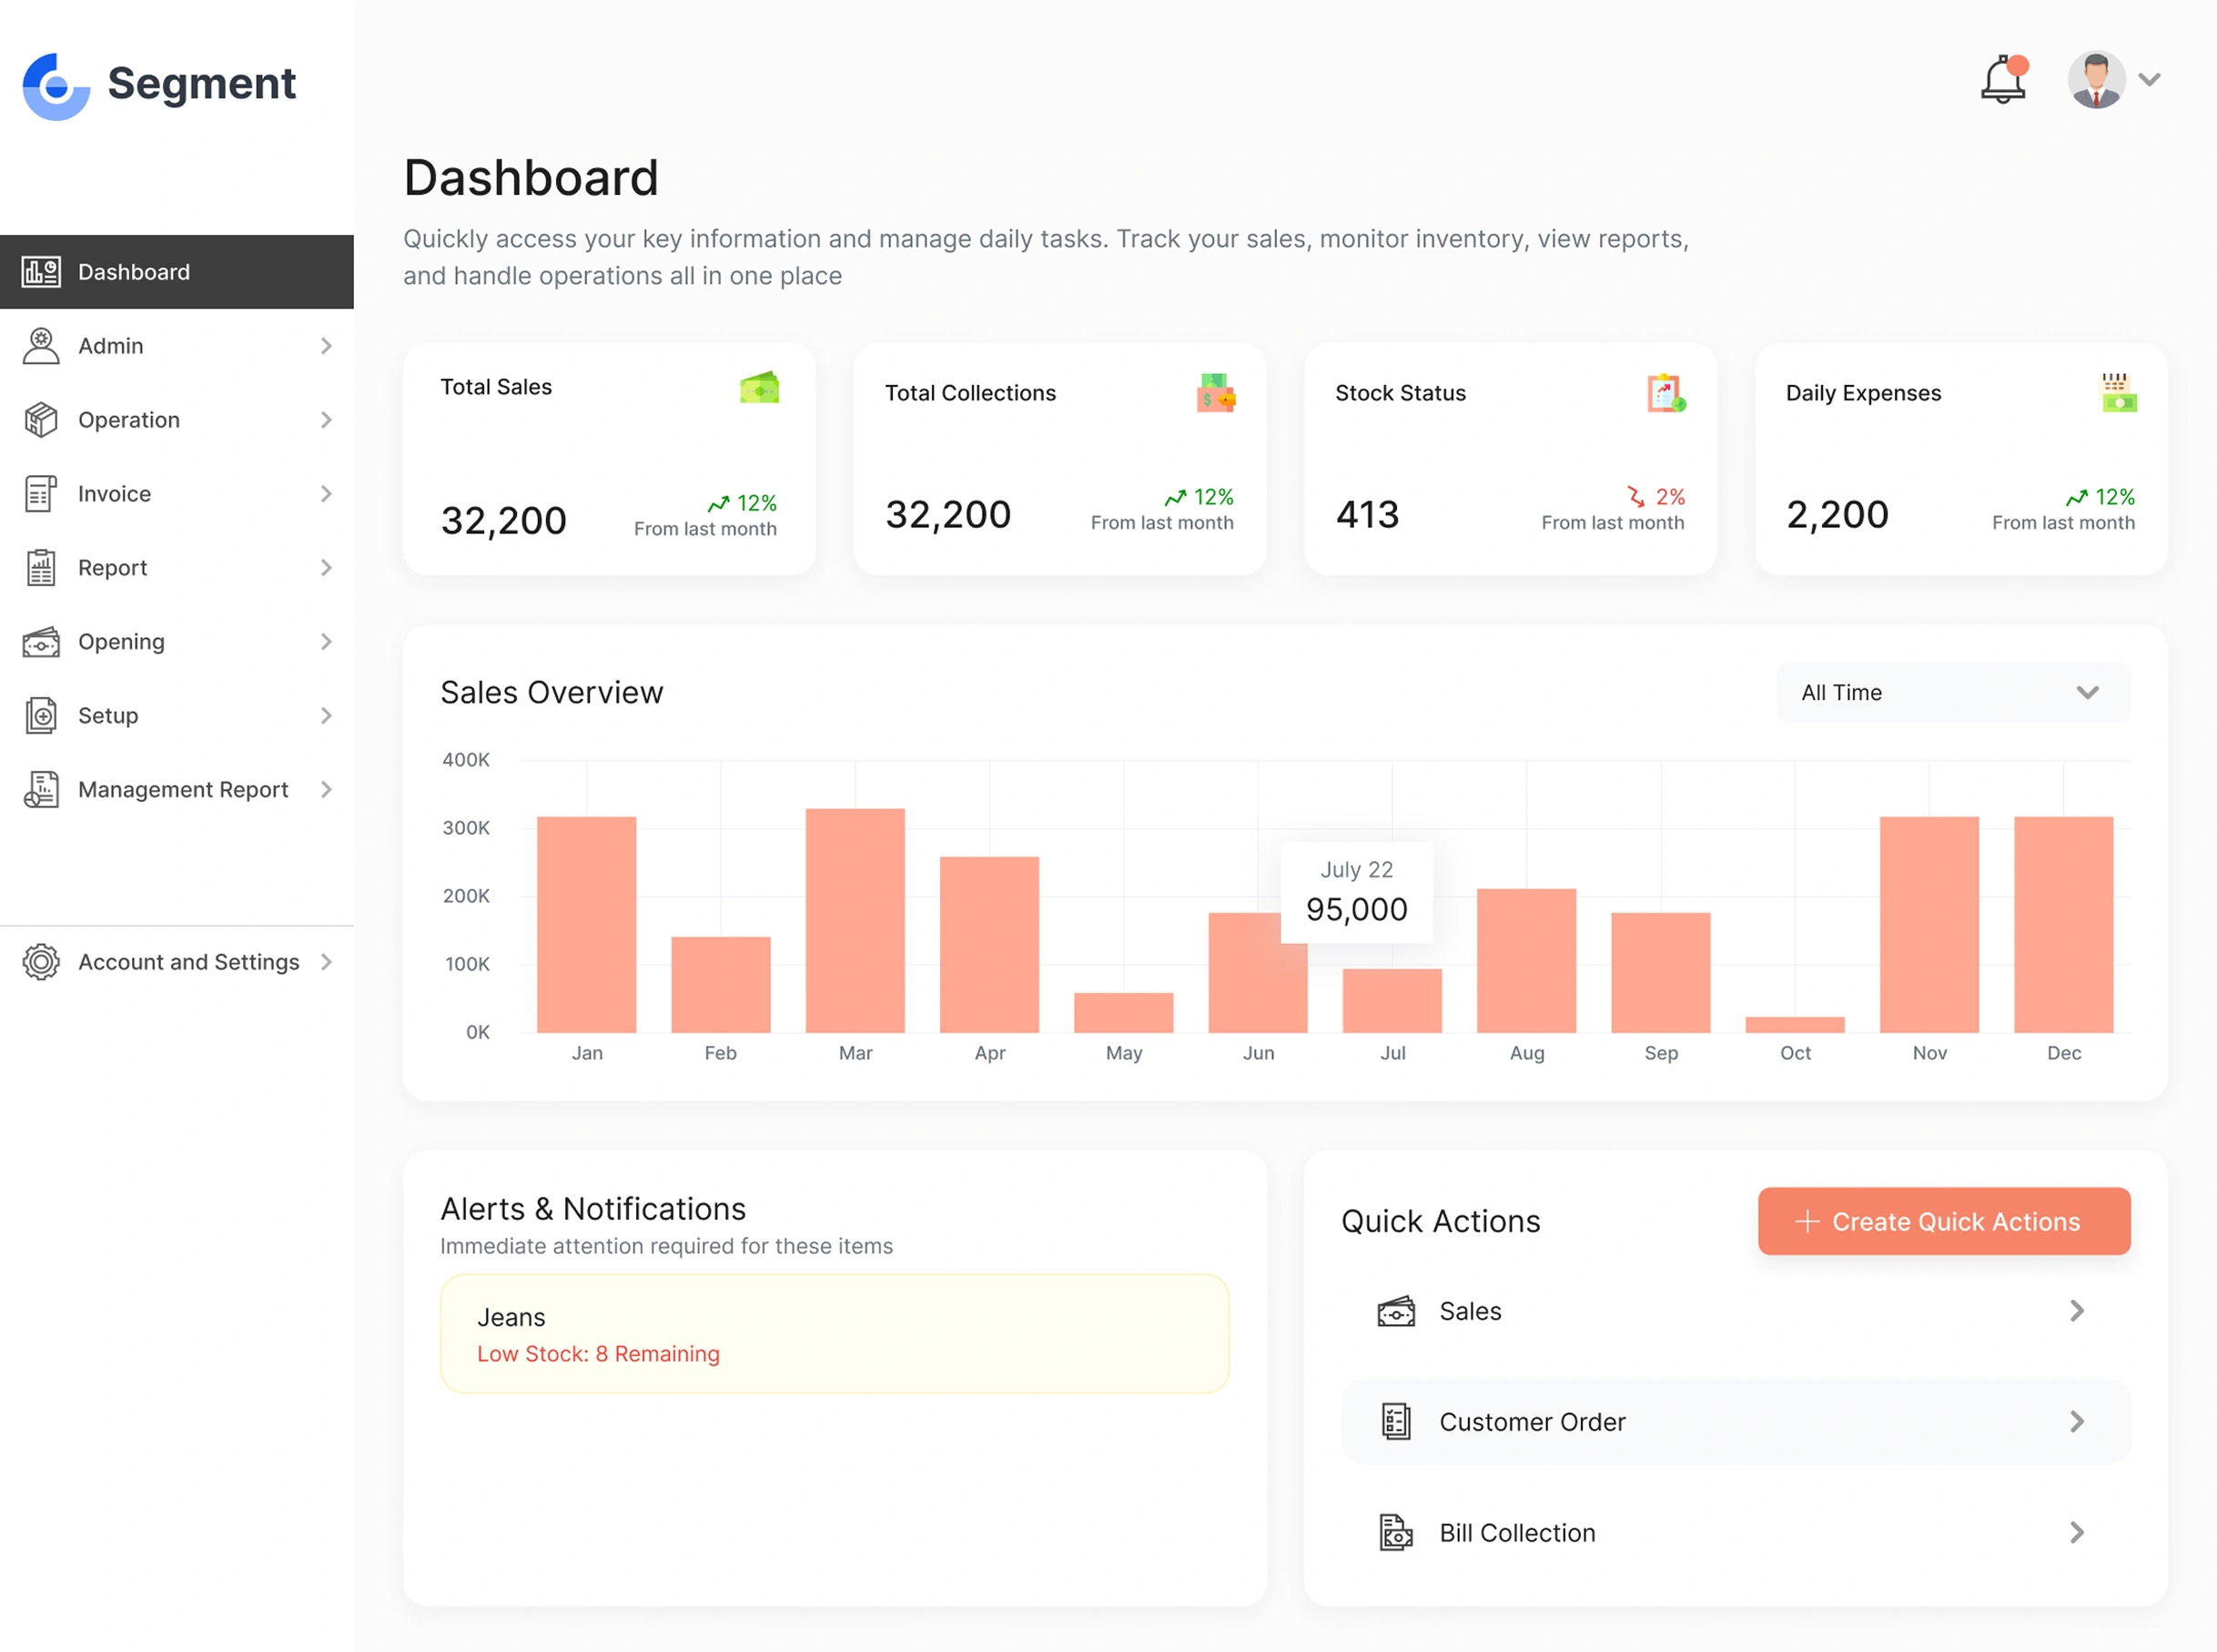 Segment
Dashboard
Admin
Operation
Invoice
Report
Opening
Setup
Management Report
Account and Settings
Dashboard
Quickly access your key information and manage daily tasks. Track your sales, monitor inventory, view reports,
and handle operations all in one place
Total Sales
32,200
12%
From last month
Total Collections
32,200
12%
From last month
Stock Status
413
2%
From last month
Daily Expenses
2,200
12%
From last month
Sales Overview
All Time
400K
300K
200K
100K
0K
July 22
95,000
Jan Feb Mar Apr May Jun Jul Aug Sep Oct Nov Dec
Alerts & Notifications
Immediate attention required for these items
Jeans
Low Stock: 8 Remaining
Quick Actions
Create Quick Actions
Sales
Customer Order
Bill Collection